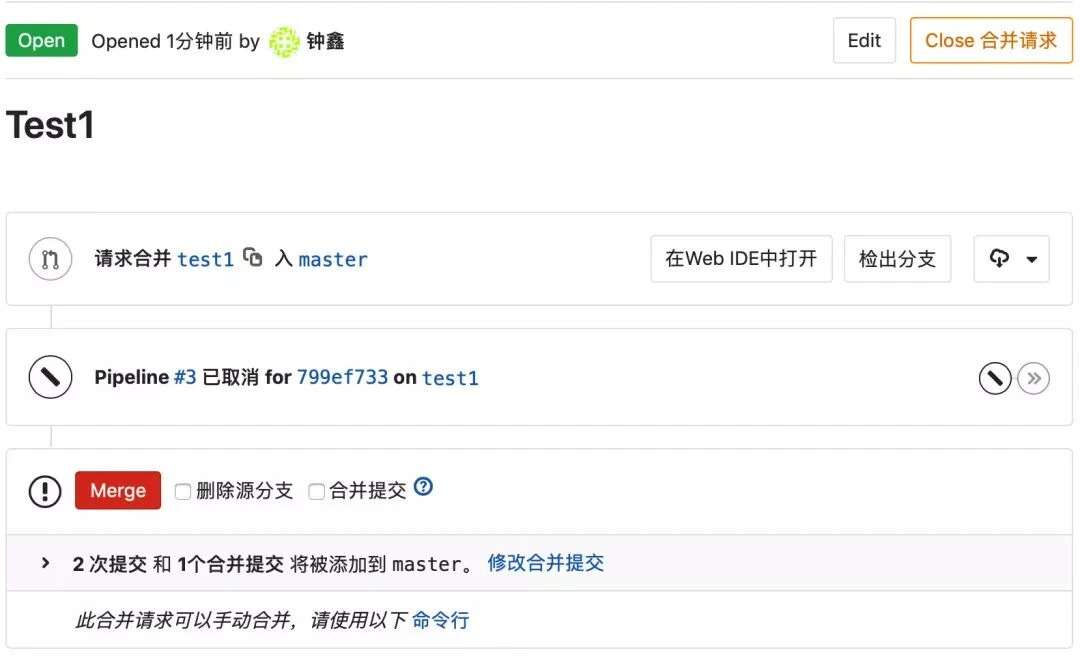 Open Opened 1分钟前 by 钟鑫 Edit Close 合并请求
Test1
请求合并 test1 入 master 在Web IDE中打开 检出分支
Pipeline #3 已取消 for 799ef733 on test1
Merge 删除源分支 合并提交
2 次提交 和 1个合并提交 将被添加到 master。 修改合并提交
此合并请求可以手动合并，请使用以下 命令行